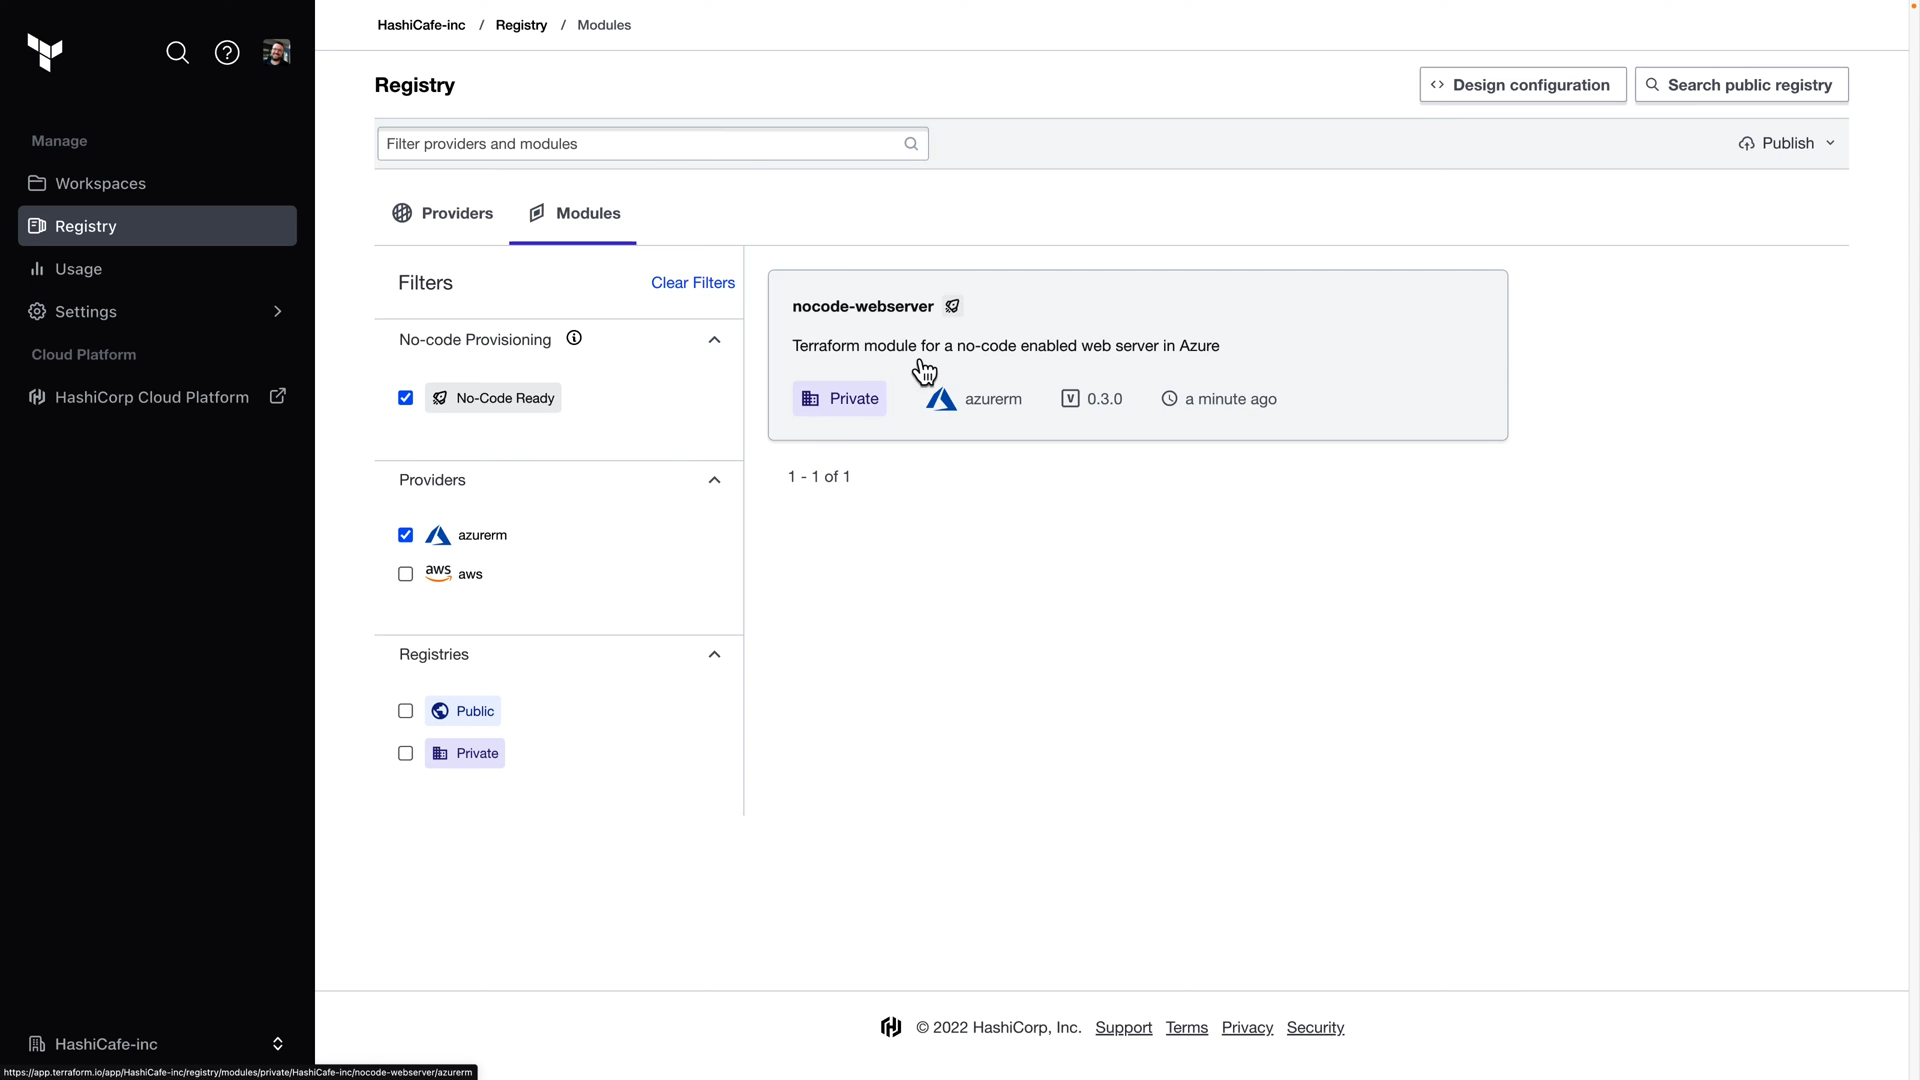 HashiCafe-inc / Registry / Modules
Manage
Workspaces
Registry
Usage
Settings
Cloud Platform
HashiCorp Cloud Platform
HashiCafe-inc
https://app.terraform.io/app/HashiCafe-inc/registry/modules/private/HashiCafe-inc/nocode-webserver/azurerm
Registry
Design configuration
Search public registry
Filter providers and modules
Publish
Providers
Modules
Filters
Clear Filters
No-code Provisioning
No-Code Ready
Providers
azurerm
aws aws
Registries
Public
Private
nocode-webserver
Terraform module for a no-code enabled web server in Azure
Private azurerm V 0.3.0 a minute ago
1 - 1 of 1
© 2022 HashiCorp, Inc. Support Terms Privacy Security